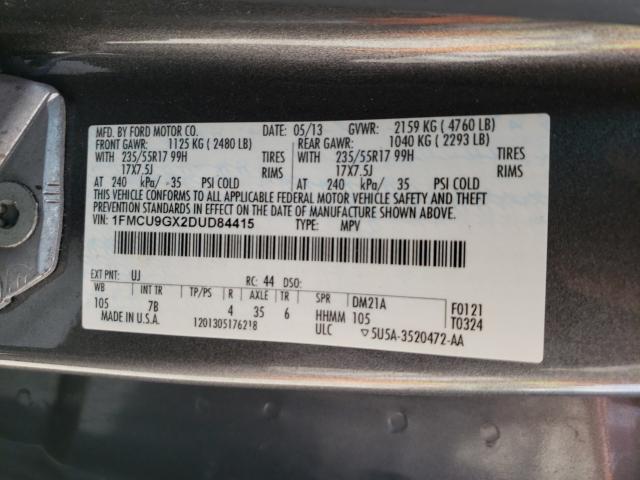 MFD. BY FORD MOTOR CO. DATE: 05/13 GVWR: 2159 KG ( 4760 LB)
FRONT GAWR: 1125 KG ( 2480 LB) REAR GAWR: 1040 KG ( 2293 LB)
WITH 235/55R17 99H TIRES WITH 235/55R17 99H TIRES
17X7.5J RIMS 17X7.5J RIMS
AT 240 kPa/ 35 PSI COLD AT 240 kPa/ 35 PSI COLD
THIS VEHICLE CONFORMS TO ALL APPLICABLE FEDERAL MOTOR VEHICLE SAFETY AND THEFT
PREVENTION STANDARDS IN EFFECT ON THE DATE OF MANUFACTURE SHOWN ABOVE.
VIN: 1FMCU9GX2DUD84415 TYPE: MPV
EXT PNT: UJ RC: 44 DSO:
WB INT TR TP/PS R AXLE TR SPR DM21A F0121
105 7B 4 35 6 HHMM 105 T0324
MADE IN U.S.A. 1201305176218 ULC ▽5U5A-3520472-AA